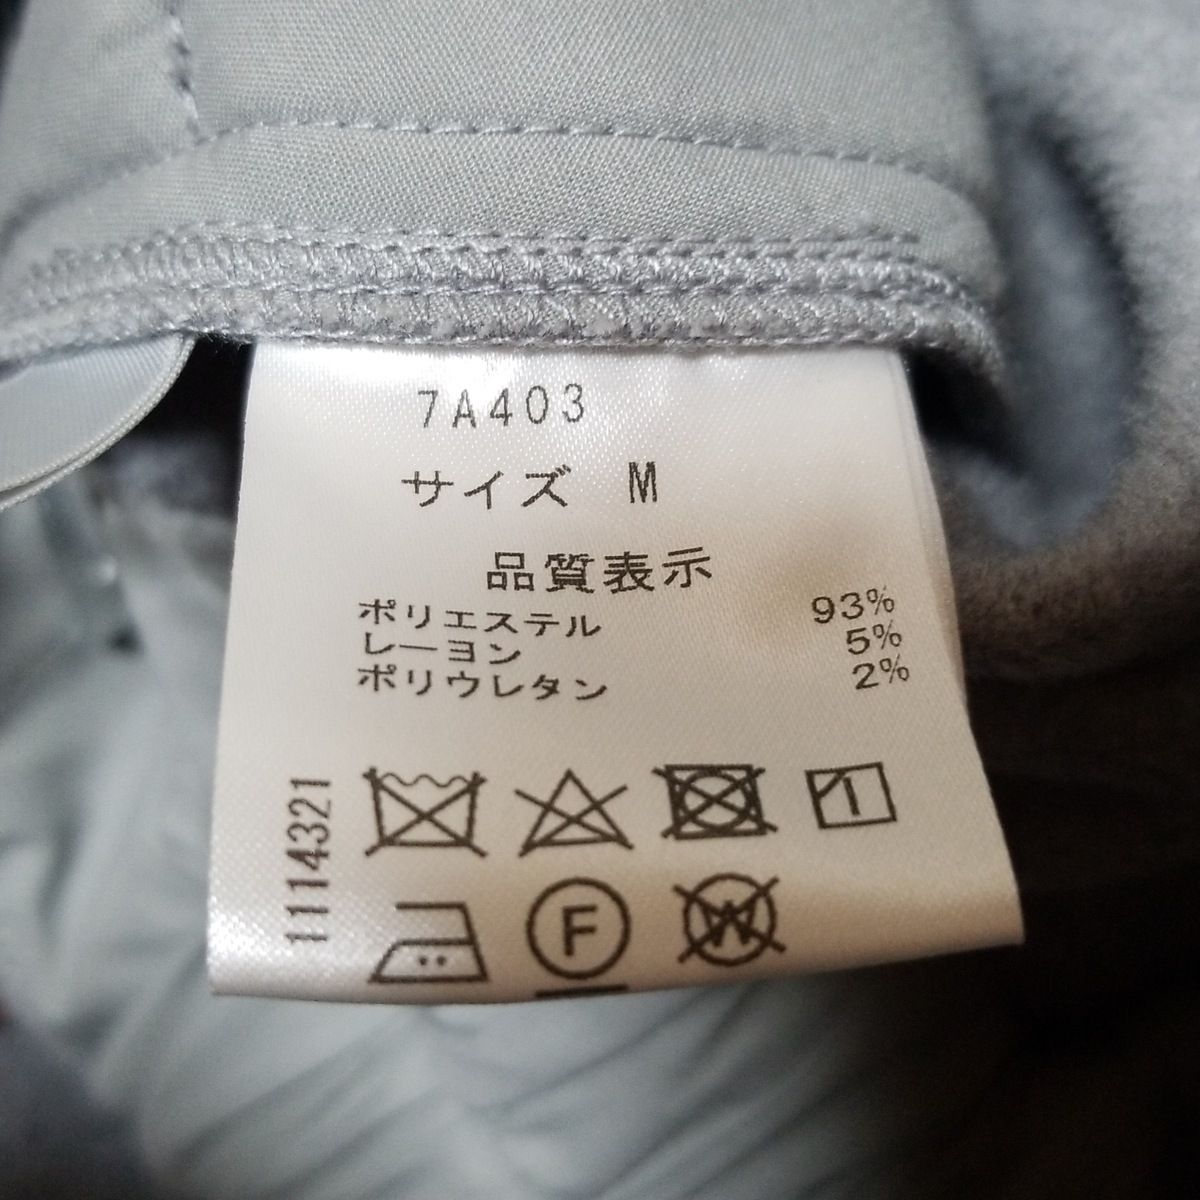 7A403
サイズ M
品質表示
ポリエステル 93%
レーヨン 5%
ポリウレタン 2%
1114321
F
W